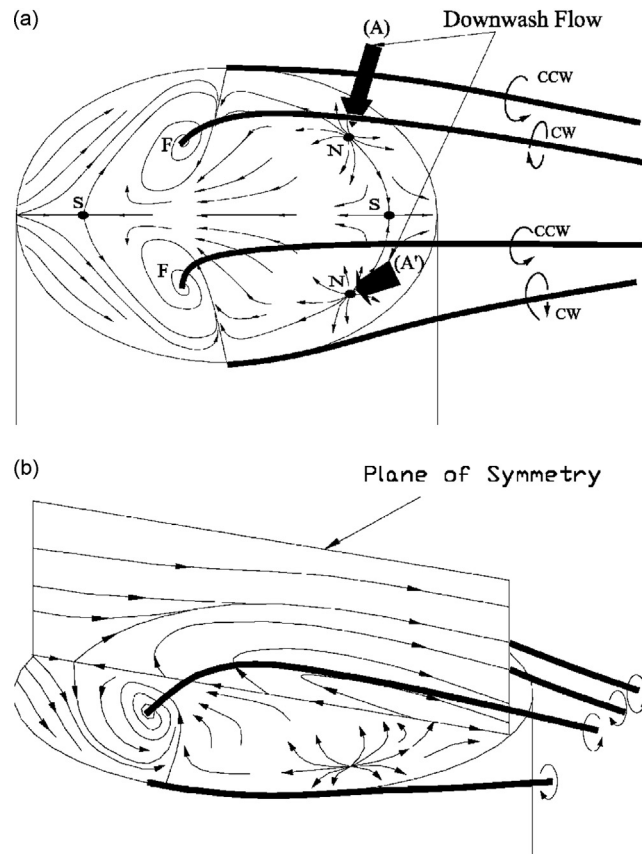 (a)
Downwash Flow
(A)
CCW
CW
F
N
S
S
CCW
F
N
(A')
CW
(b)
Plane of Symmetry